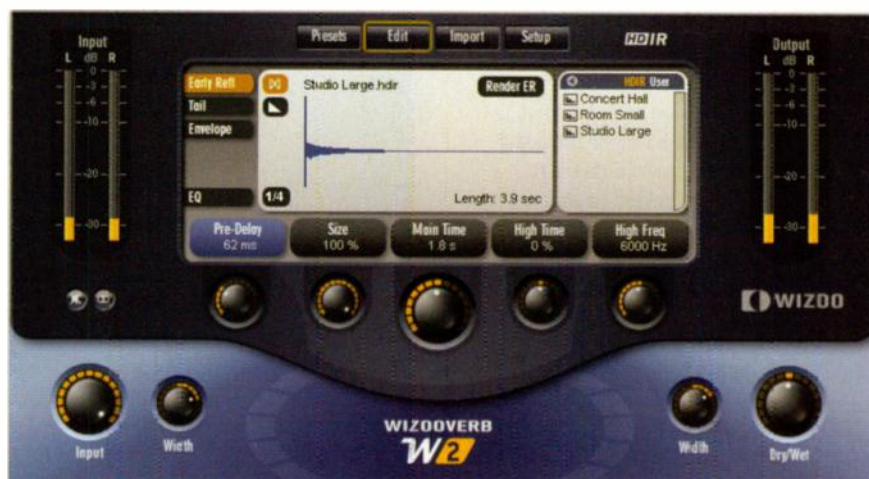 Presets Edit Import Setup HDIR
Input
L dB R
0
-3
-6
-10
-20
-30
Output
L dB R
0
-3
-6
-10
-20
-30
Early Refl
Tail
Envelope
EQ
Studio Large.hdir
Render ER
1/4
Length: 3.9 sec
HDIR User
Concert Hall
Room Small
Studio Large
Pre-Delay
62 ms
Size
100 %
Main Time
1.8 s
High Time
0 %
High Freq
6000 Hz
WIZOO
Input
Width
WIZOOVERB
W2
Width
Dry/Wet